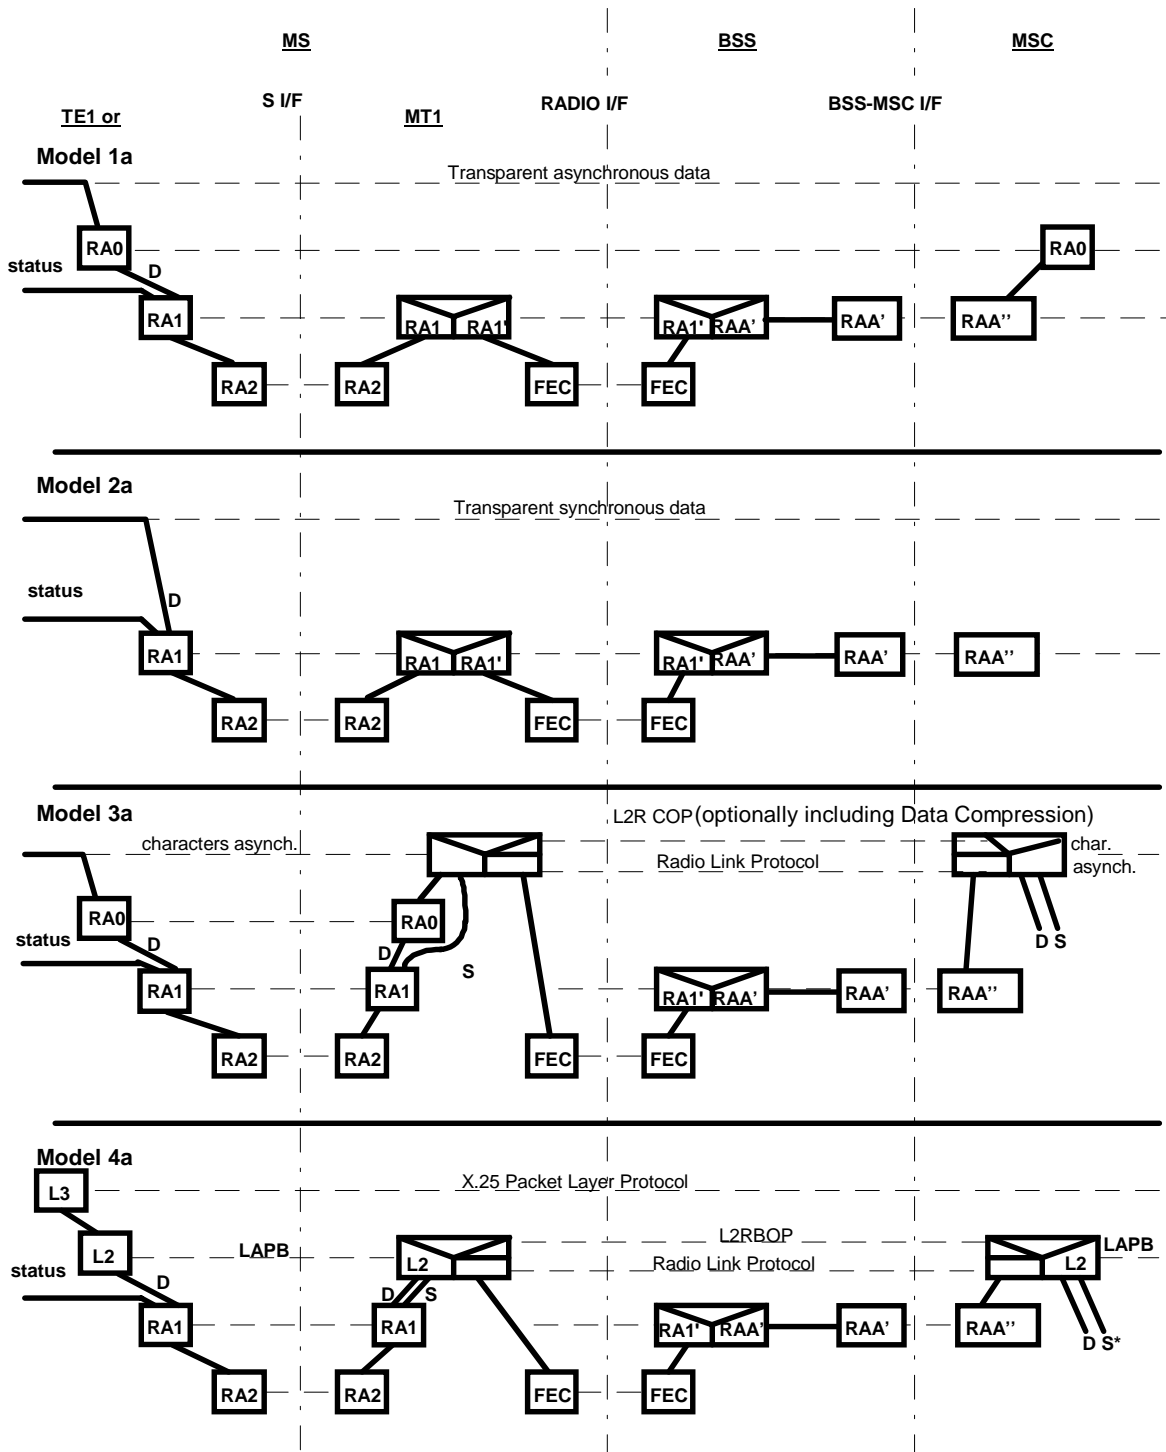 MS BSS MSC
S I/F RADIO I/F BSS-MSC I/F
TE1 or MT1
Model 1a
Transparent asynchronous data
RA0 RA0
status D
RA1 RA1 RA1' RA1' RAA' RAA' RAA''
RA2 RA2 FEC FEC
Model 2a
Transparent synchronous data
status D
RA1 RA1 RA1' RA1' RAA' RAA' RAA''
RA2 RA2 FEC FEC
Model 3a
L2R COP (optionally including Data Compression)
characters asynch. char.
Radio Link Protocol asynch.
RA0 RA0
status D D S D S
RA1 RA1 RA1' RAA' RAA' RAA''
RA2 RA2 FEC FEC
Model 4a
L3 X.25 Packet Layer Protocol
L2RBOP
L2 LAPB L2 Radio Link Protocol L2 LAPB
status D D S
RA1 RA1 RA1' RAA' RAA' RAA''
D S*
RA2 RA2 FEC FEC